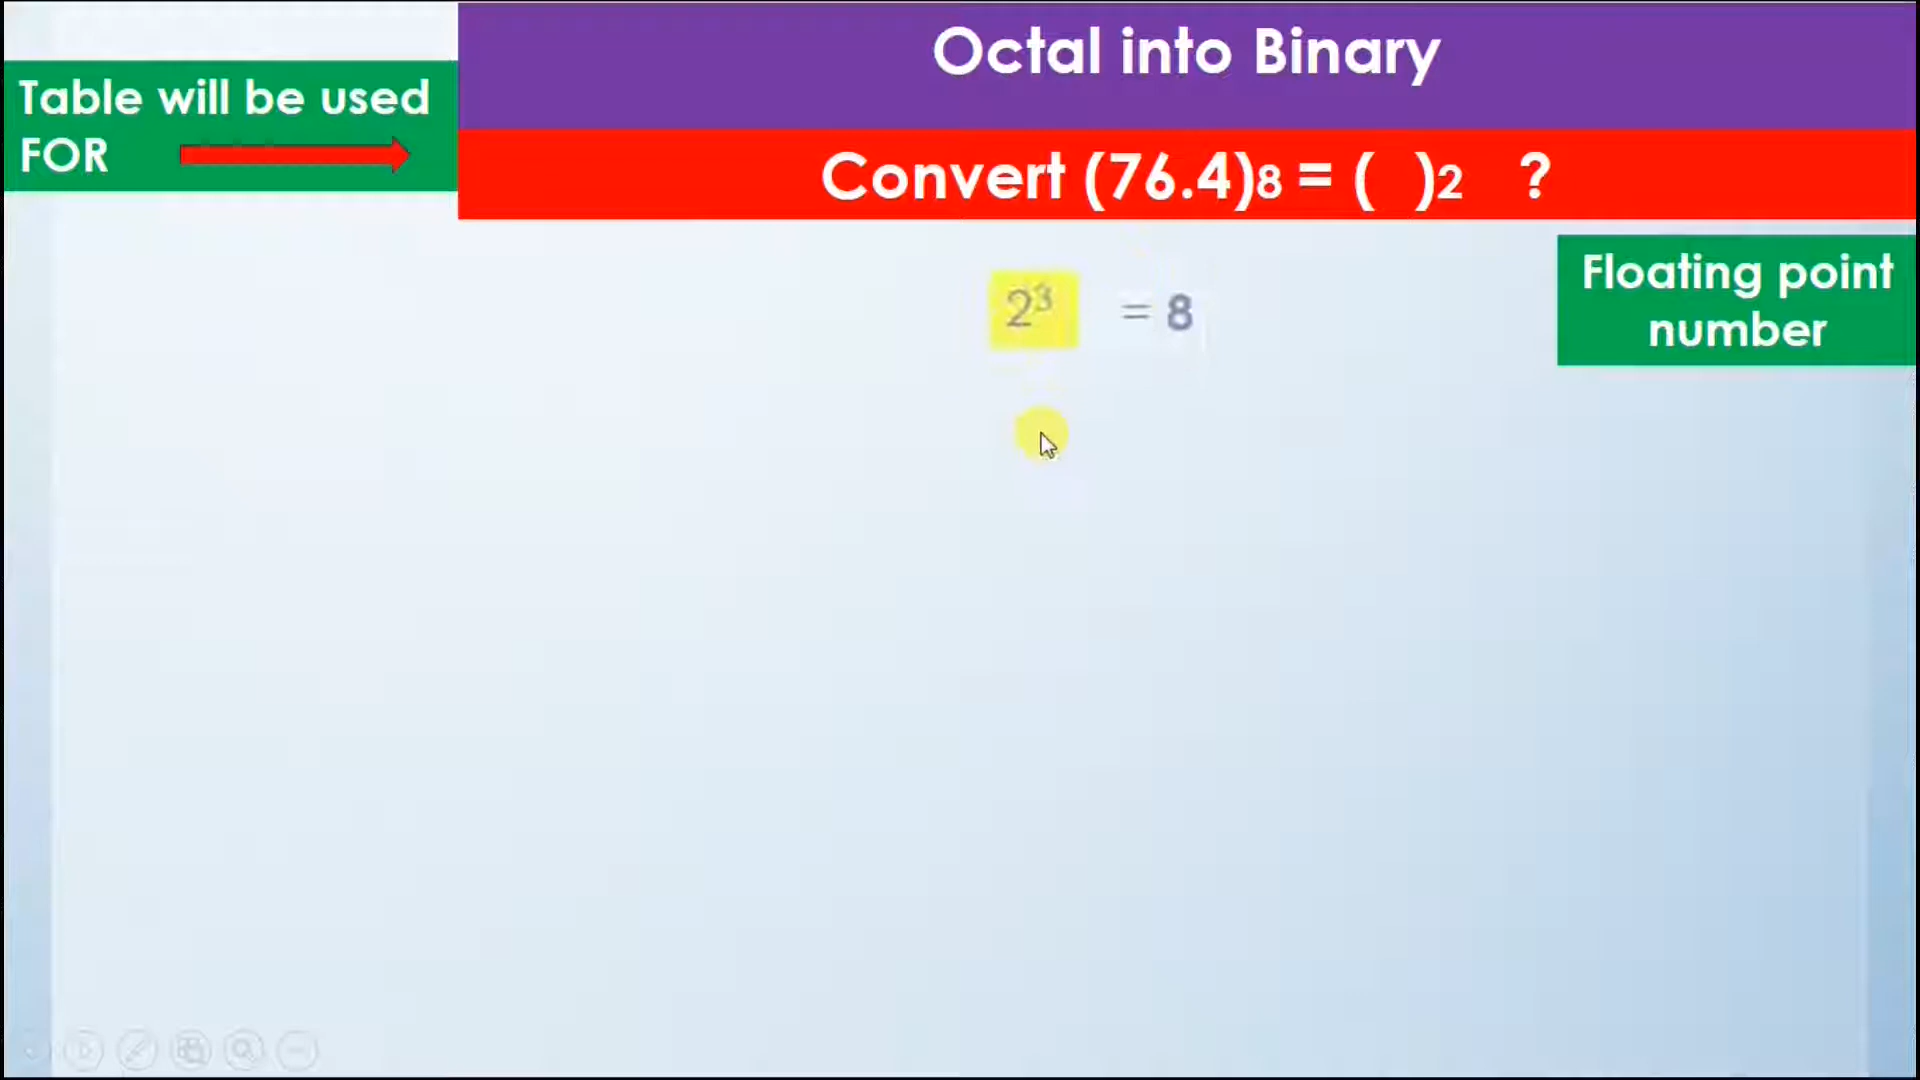 Octal into Binary
Table will be used
FOR
Convert (76.4)8 = (  )2   ?
2³ = 8
Floating point
number